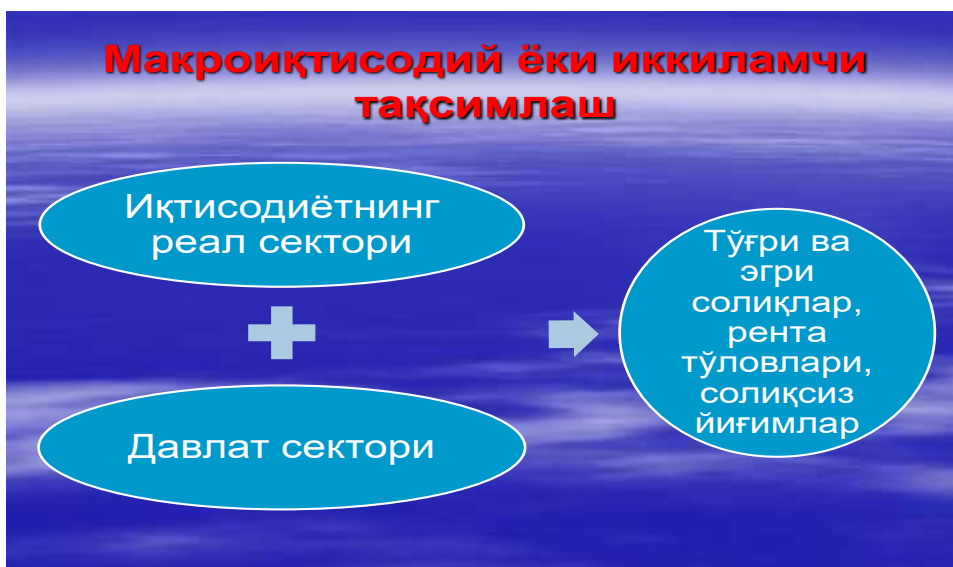 Макроиқтисодий ёки иккиламчи
тақсимлаш
Иқтисодиётнинг
реал сектори
Давлат сектори
Тўғри ва
эгри
солиқлар,
рента
тўловлари,
солиқсиз
йиғимлар